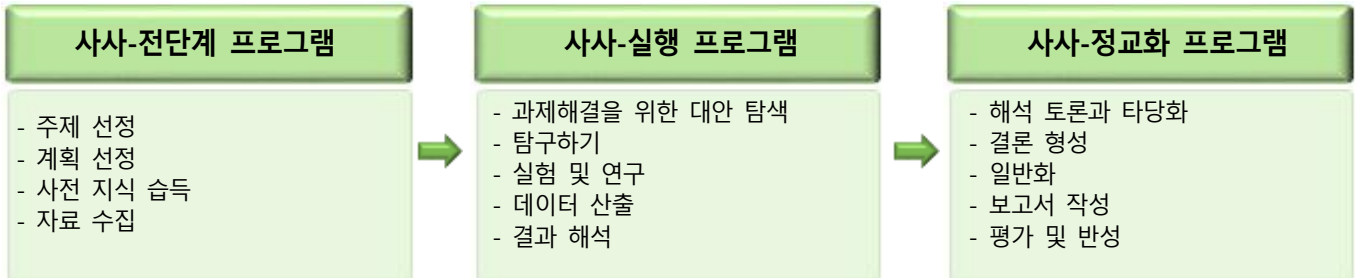 사사-전단계 프로그램
- 주제 선정
- 계획 선정
- 사전 지식 습득
- 자료 수집
사사-실행 프로그램
- 과제해결을 위한 대안 탐색
- 탐구하기
- 실험 및 연구
- 데이터 산출
- 결과 해석
사사-정교화 프로그램
- 해석 토론과 타당화
- 결론 형성
- 일반화
- 보고서 작성
- 평가 및 반성